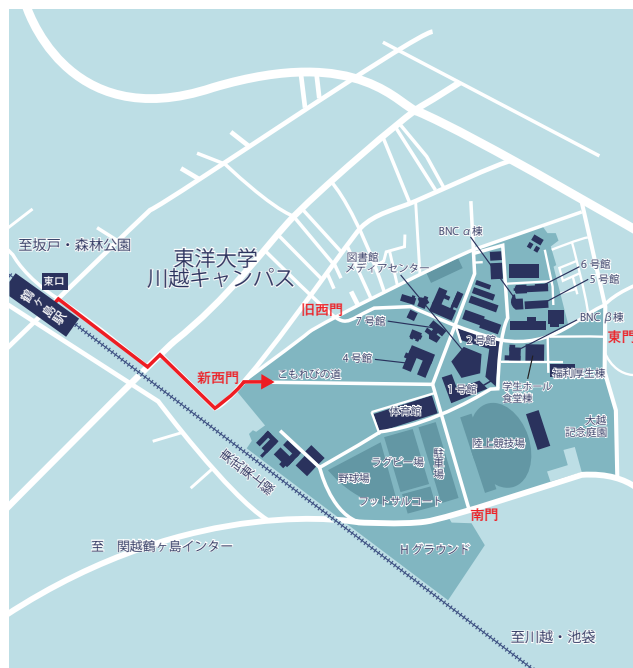 BNC α棟
至坂戸・森林公園
東洋大学
川越キャンパス
図書館
メディアセンター
6 号館
5 号館
東口
鶴ヶ島駅
旧西門
7 号館
BNC β棟
東門
2 号館
4 号館
新西門
こもれびの道
1 号館
学生ホール
食堂棟
福利厚生棟
体育館
大越
記念庭園
陸上競技場
駐車場
ラグビー場
東武東上線
野球場
フットサルコート
南門
至　関越鶴ヶ島インター
H グラウンド
至川越・池袋